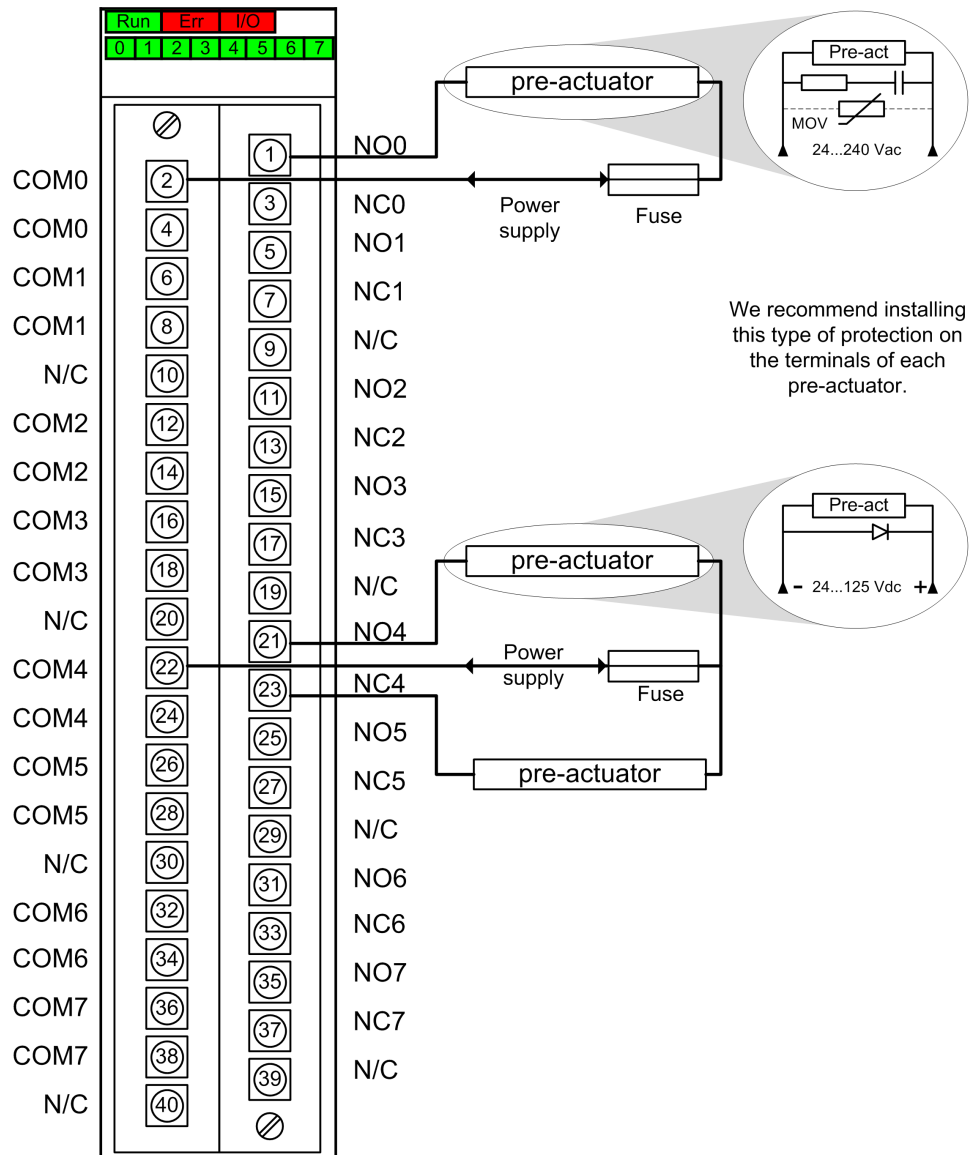 Run Err I/O
0 1 2 3 4 5 6 7
pre-actuator
Pre-act
MOV
24...240 Vac
1 NO0
COM0 2
Power
supply
Fuse
3 NC0
COM0 4
5 NO1
COM1 6
7 NC1
COM1 8
9 N/C
We recommend installing
this type of protection on
the terminals of each
pre-actuator.
N/C 10
11 NO2
COM2 12
13 NC2
COM2 14
15 NO3
COM3 16
17 NC3
COM3 18
19 N/C
pre-actuator
Pre-act
- 24...125 Vdc +
N/C 20
21 NO4
COM4 22
Power
supply
Fuse
23 NC4
COM4 24
25 NO5
COM5 26
27 NC5
pre-actuator
COM5 28
29 N/C
N/C 30
31 NO6
COM6 32
33 NC6
COM6 34
35 NO7
COM7 36
37 NC7
COM7 38
39 N/C
N/C 40